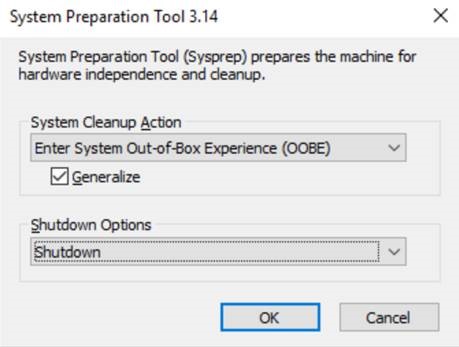 System Preparation Tool 3.14
System Preparation Tool (Sysprep) prepares the machine for
hardware independence and cleanup.
System Cleanup Action
Enter System Out-of-Box Experience (OOBE)
Generalize
Shutdown Options
Shutdown
OK
Cancel